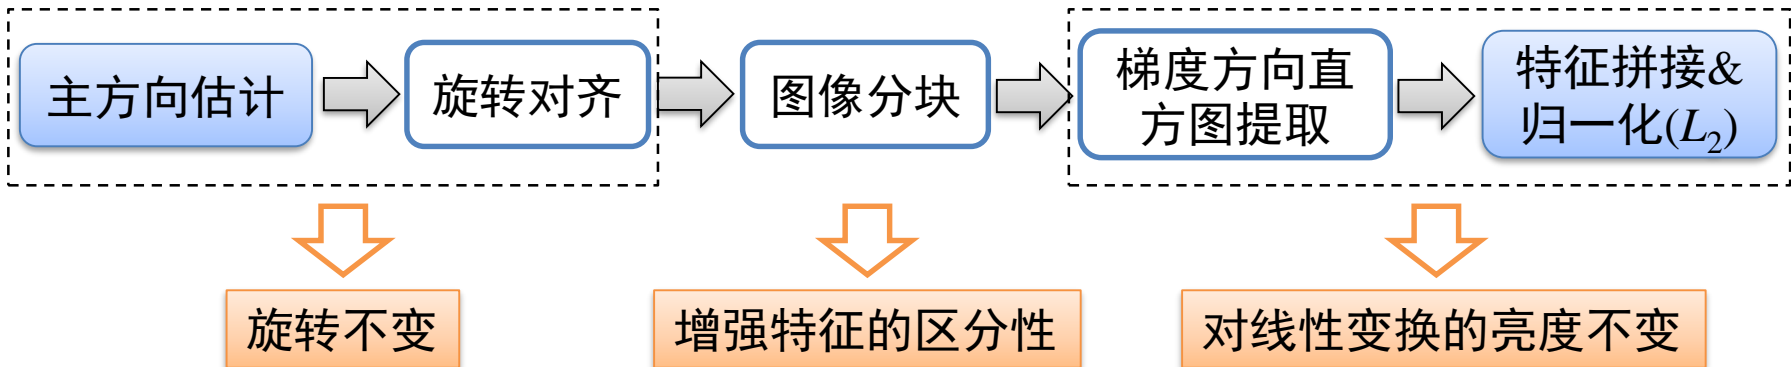 主方向估计
旋转对齐
图像分块
梯度方向直
方图提取
特征拼接&
归一化(L₂)
旋转不变
增强特征的区分性
对线性变换的亮度不变